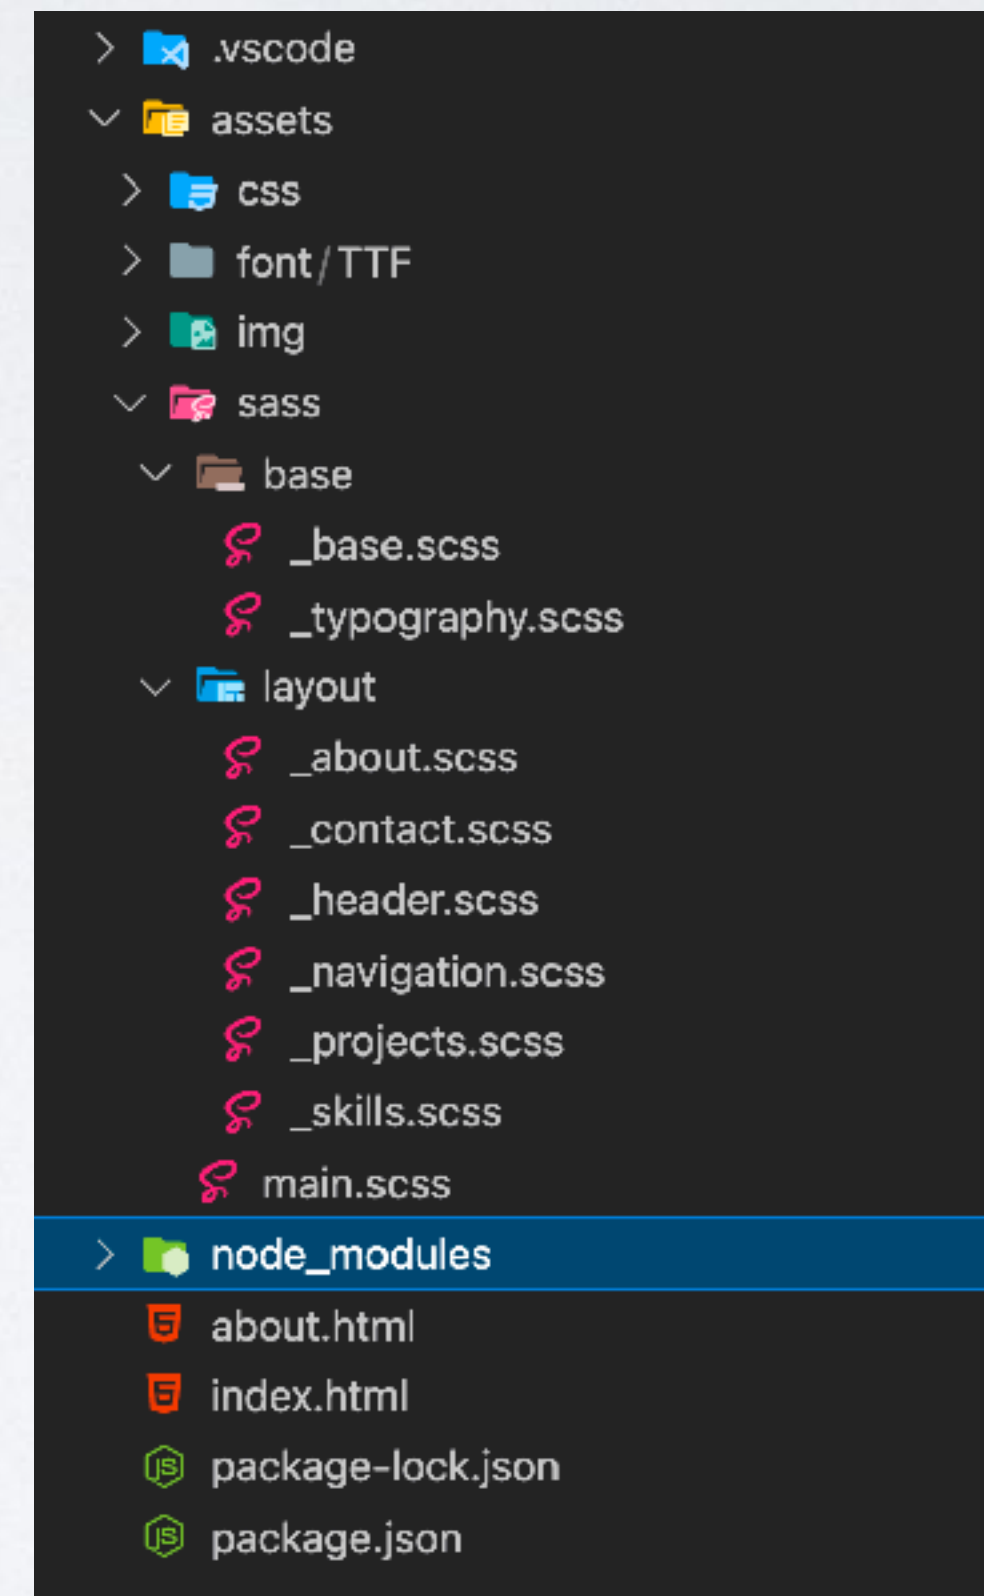 .vscode
assets
css
font/TTF
img
sass
base
_base.scss
_typography.scss
layout
_about.scss
_contact.scss
_header.scss
_navigation.scss
_projects.scss
_skills.scss
main.scss
node_modules
about.html
index.html
package-lock.json
package.json